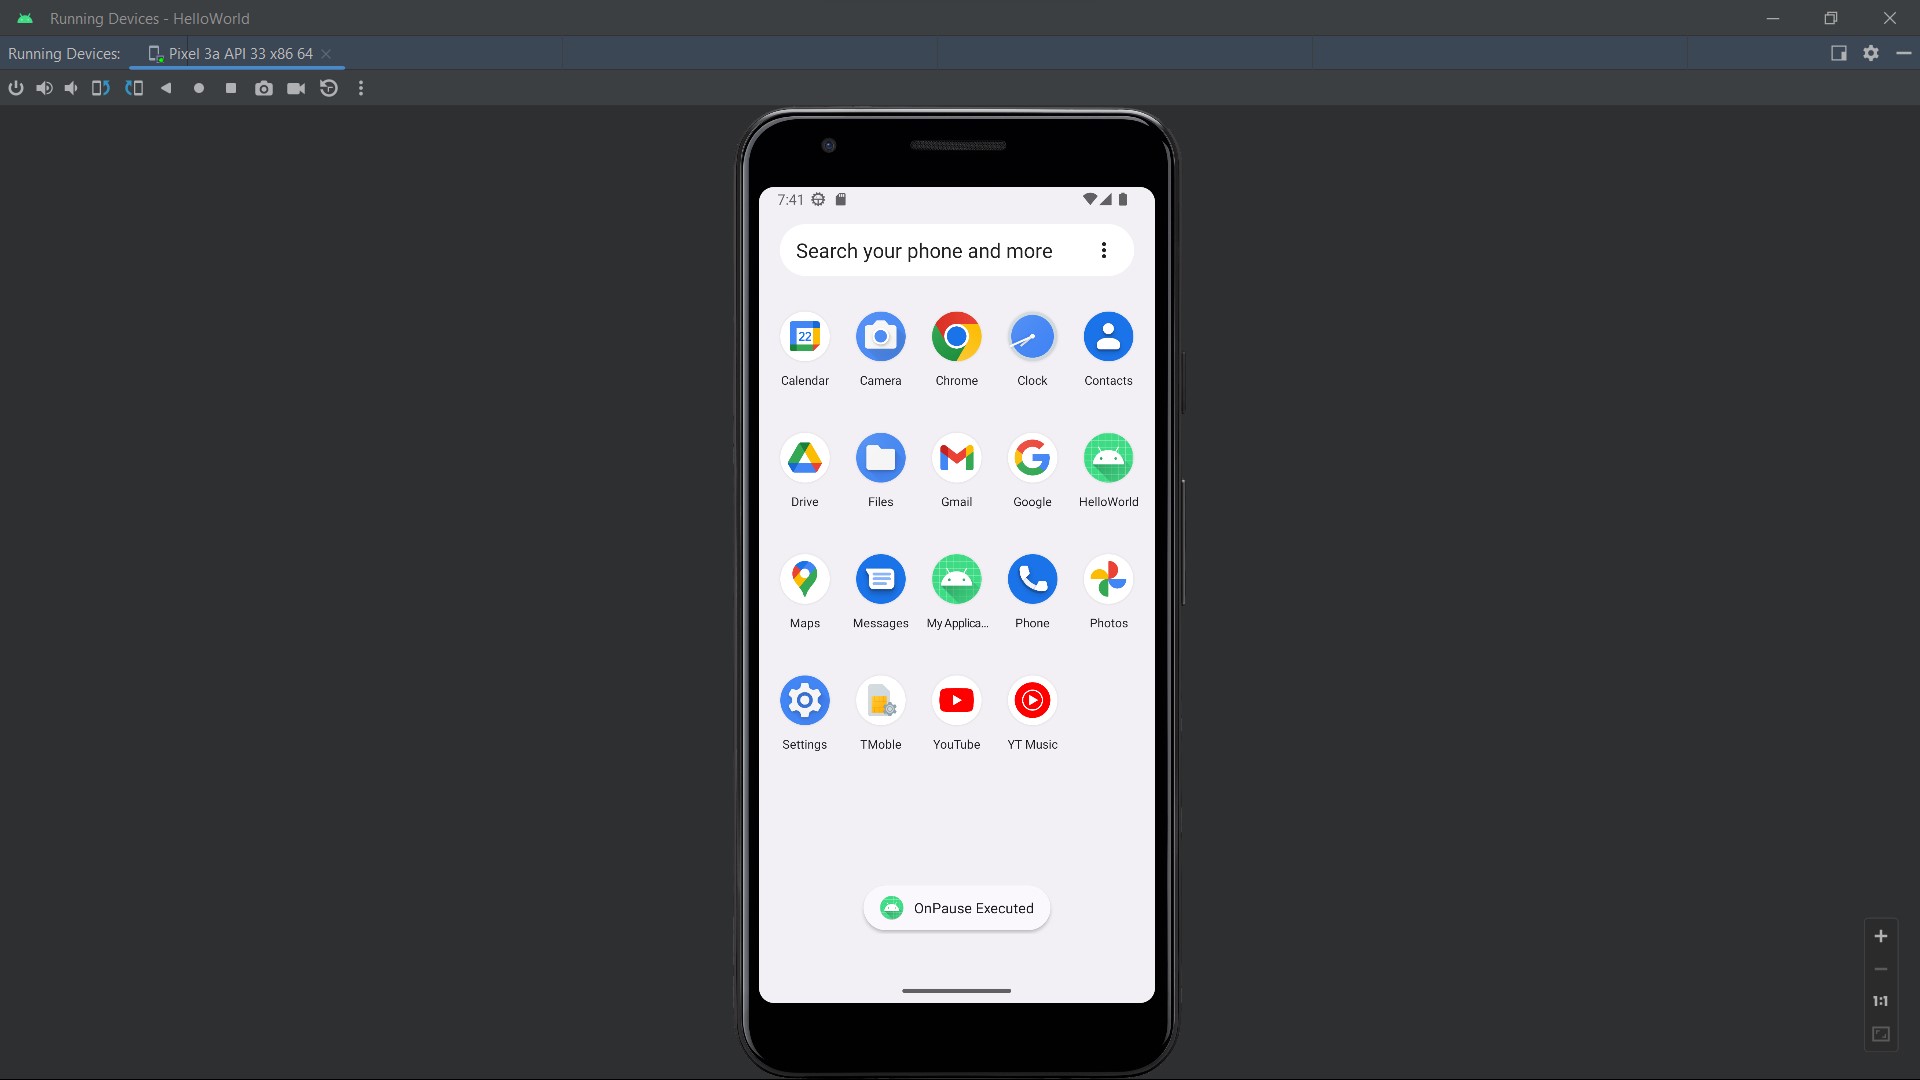 Running Devices - HelloWorld
Running Devices: Pixel 3a API 33 x86 64
7:41
Search your phone and more
22
Calendar Camera Chrome Clock Contacts
Drive Files Gmail Google HelloWorld
Maps Messages My Applica... Phone Photos
Settings TMoble YouTube YT Music
OnPause Executed
1:1